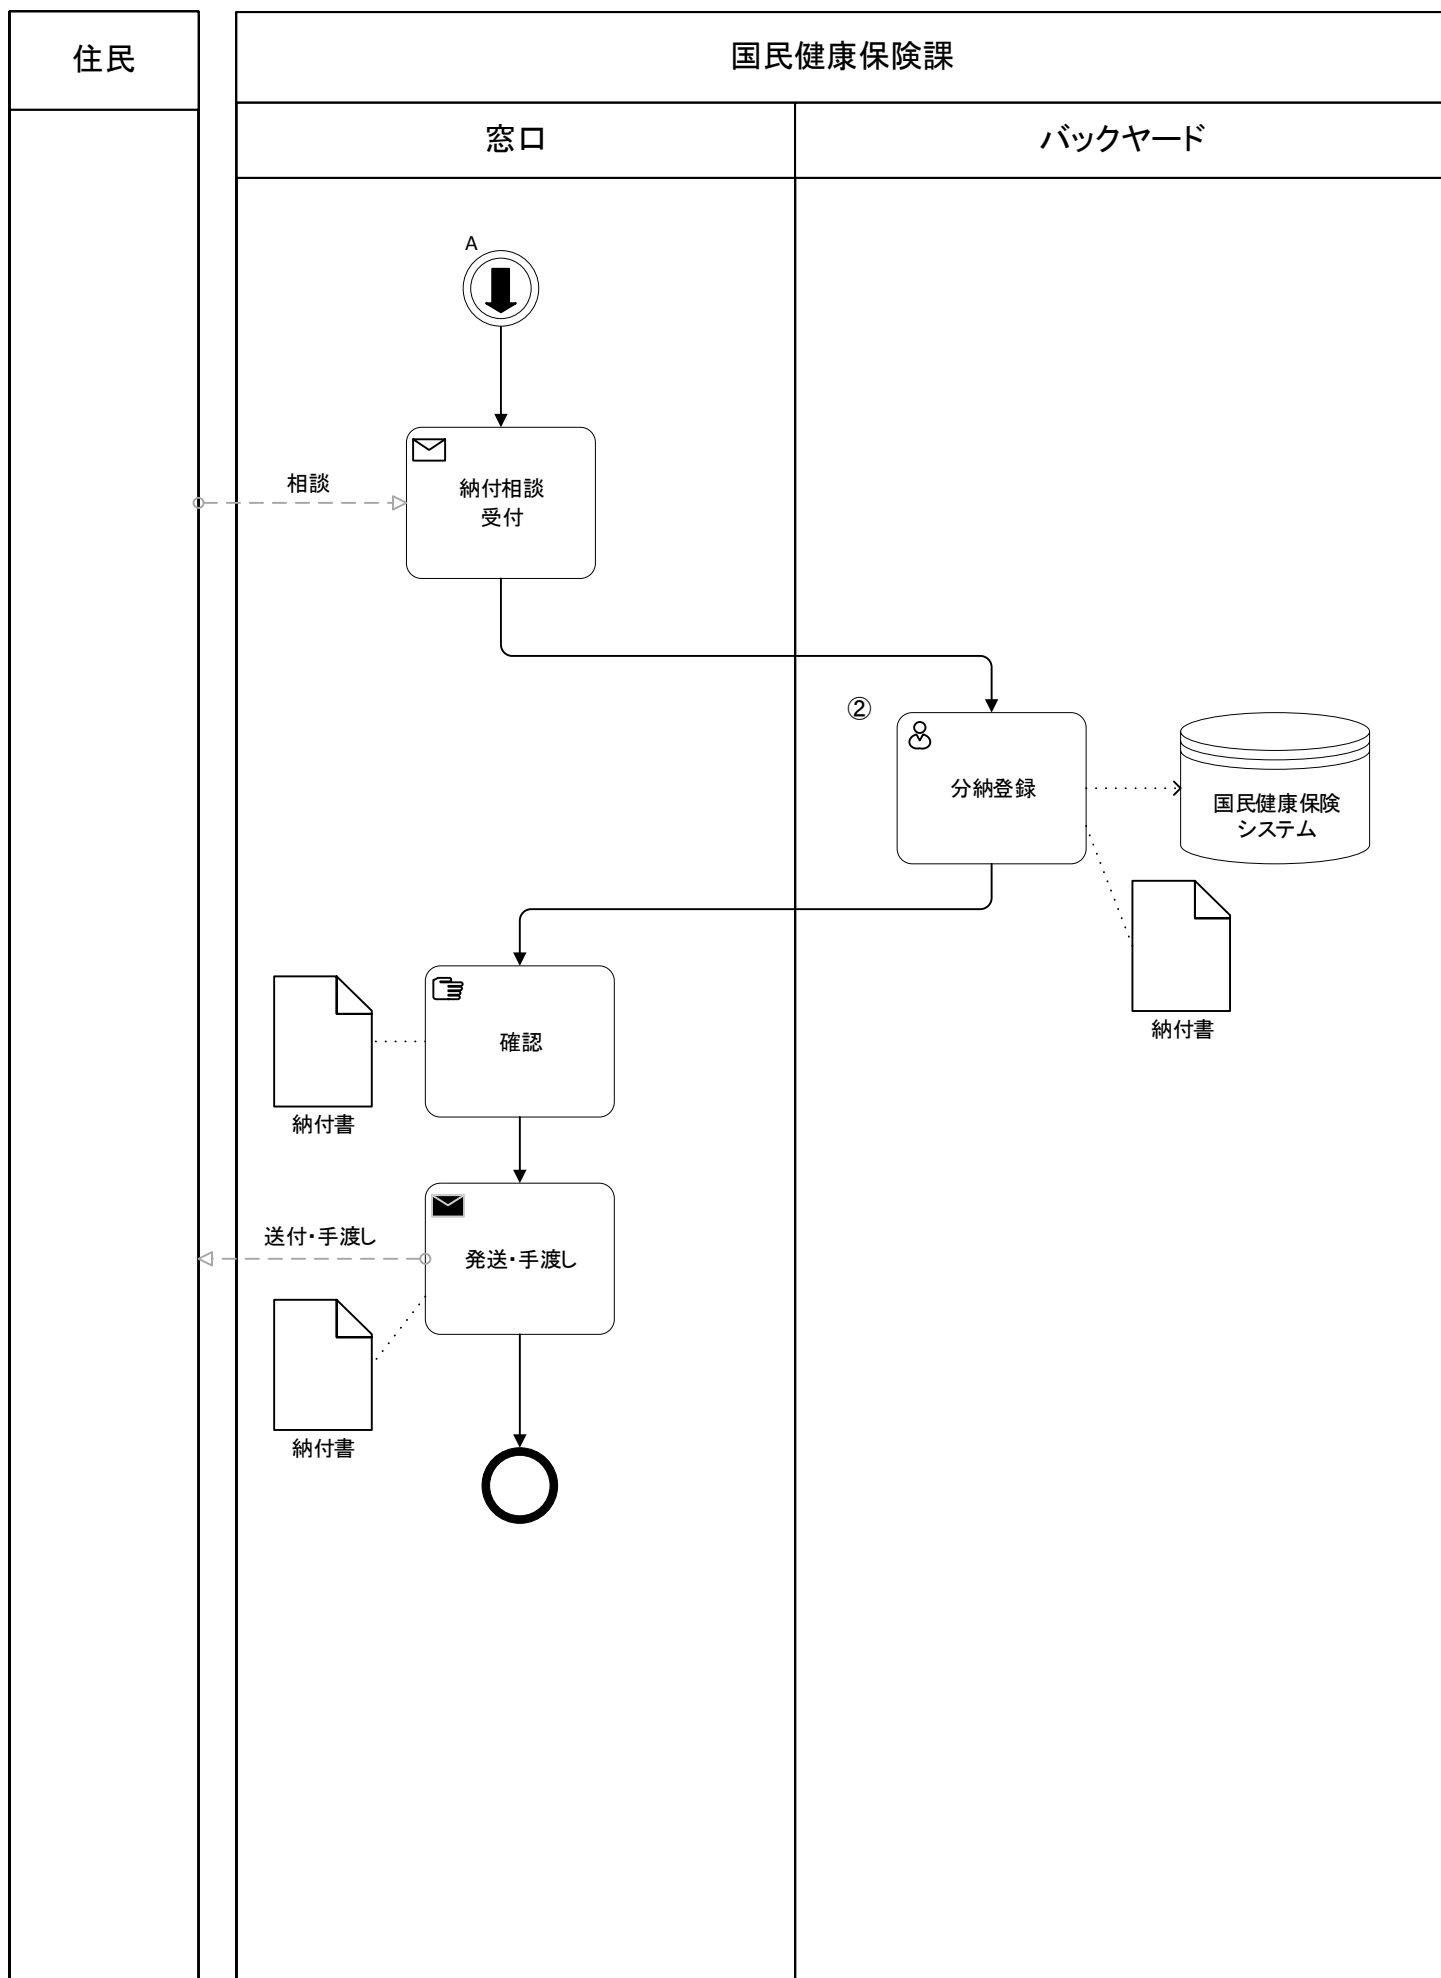 住民
国民健康保険課
窓口
バックヤード
A
相談
納付相談
受付
②
分納登録
国民健康保険
システム
納付書
確認
納付書
送付・手渡し
発送・手渡し
納付書